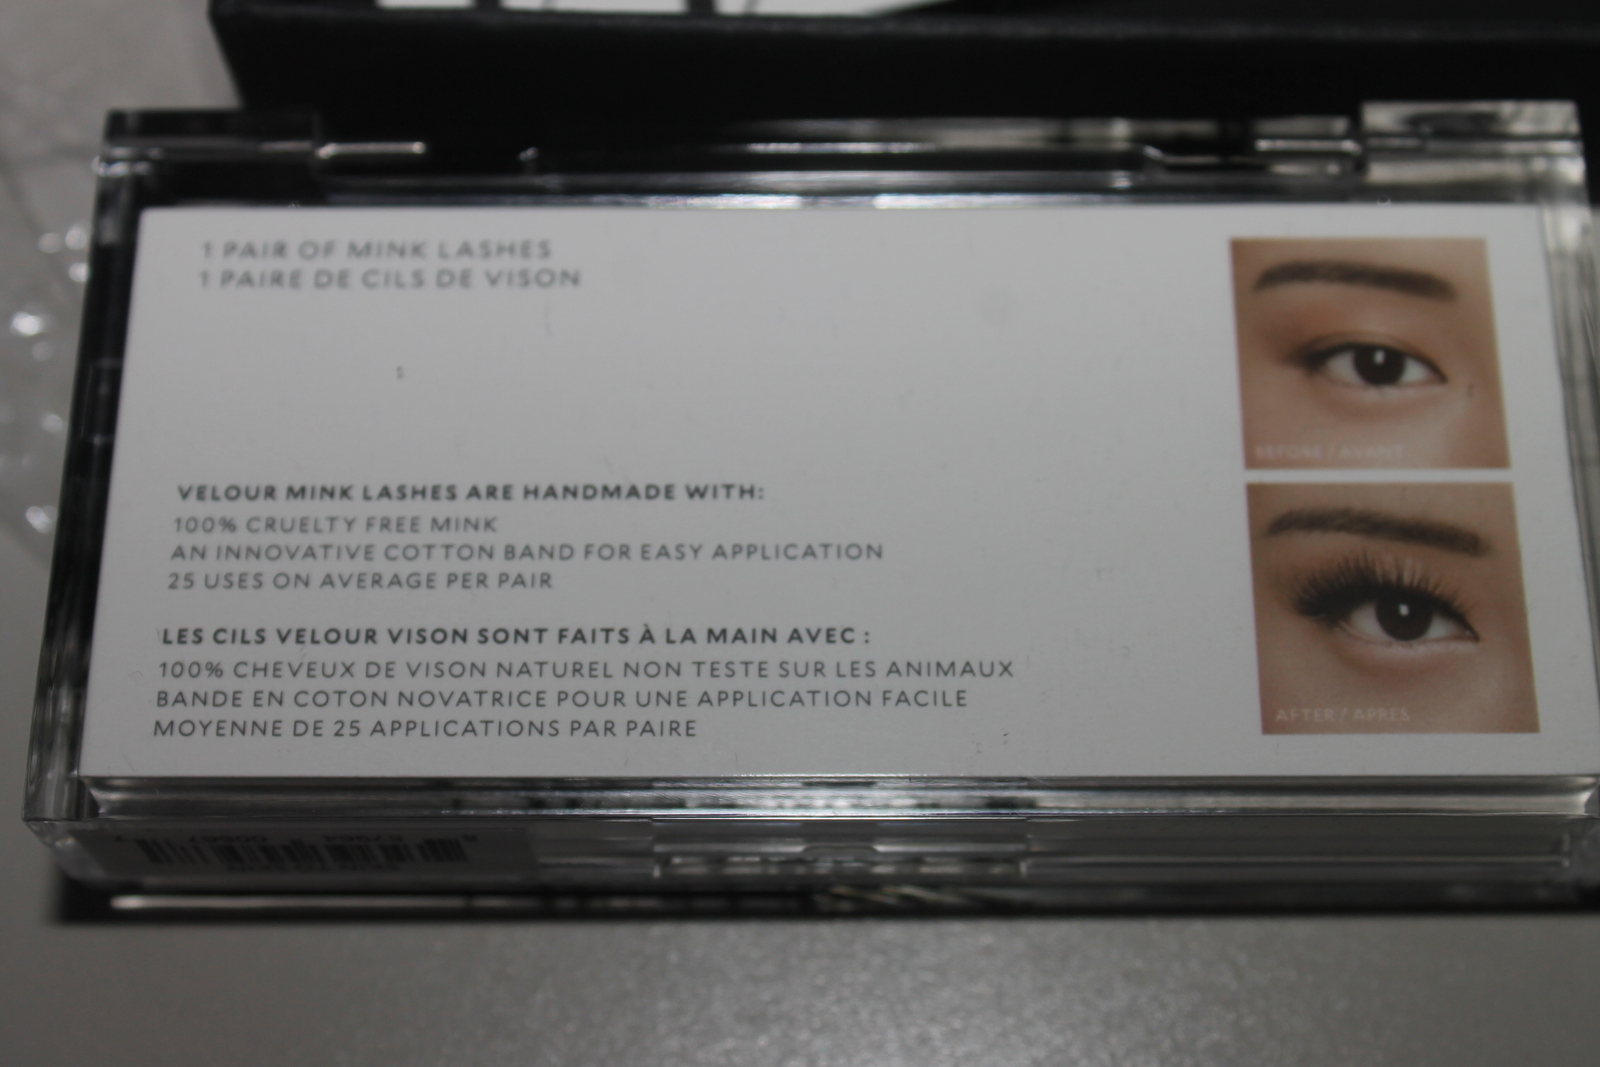 1 PAIR OF MINK LASHES
1 PAIRE DE CILS DE VISON
VELOUR MINK LASHES ARE HANDMADE WITH:
100% CRUELTY FREE MINK
AN INNOVATIVE COTTON BAND FOR EASY APPLICATION
25 USES ON AVERAGE PER PAIR
LES CILS VELOUR VISON SONT FAITS À LA MAIN AVEC :
100% CHEVEUX DE VISON NATUREL NON TESTE SUR LES ANIMAUX
BANDE EN COTON NOVATRICE POUR UNE APPLICATION FACILE
MOYENNE DE 25 APPLICATIONS PAR PAIRE
BEFORE / AVANT
AFTER / APRES